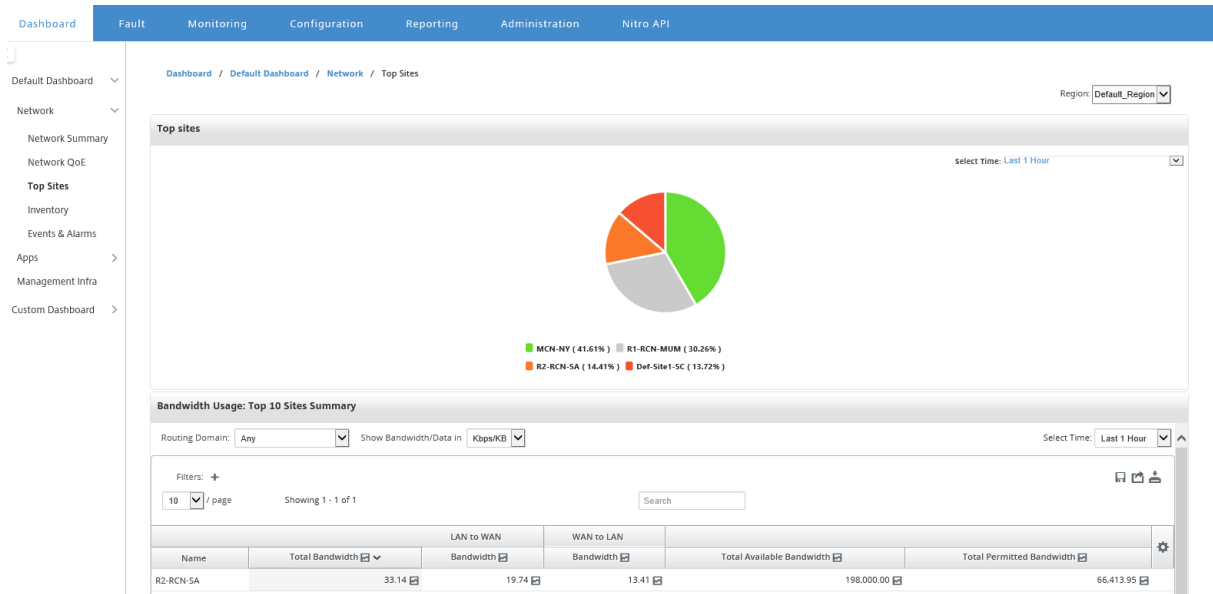 Dashboard Fault Monitoring Configuration Reporting Administration Nitro API
Default Dashboard
Network
Network Summary
Network QoE
Top Sites
Inventory
Events & Alarms
Apps
Management Infra
Custom Dashboard
Dashboard / Default Dashboard / Network / Top Sites
Region: Default_Region
Top sites
Select Time: Last 1 Hour
MCN-NY ( 41.61% ) R1-RCN-MUM ( 30.26% )
R2-RCN-SA ( 14.41% ) Def-Site1-SC ( 13.72% )
Bandwidth Usage: Top 10 Sites Summary
Routing Domain: Any Show Bandwidth/Data in Kbps/KB Select Time: Last 1 Hour
Filters: +
10 / page Showing 1 - 1 of 1 Search
LAN to WAN WAN to LAN
Name Total Bandwidth Bandwidth Bandwidth Total Available Bandwidth Total Permitted Bandwidth
R2-RCN-SA 33.14 19.74 13.41 198,000.00 66,413.95